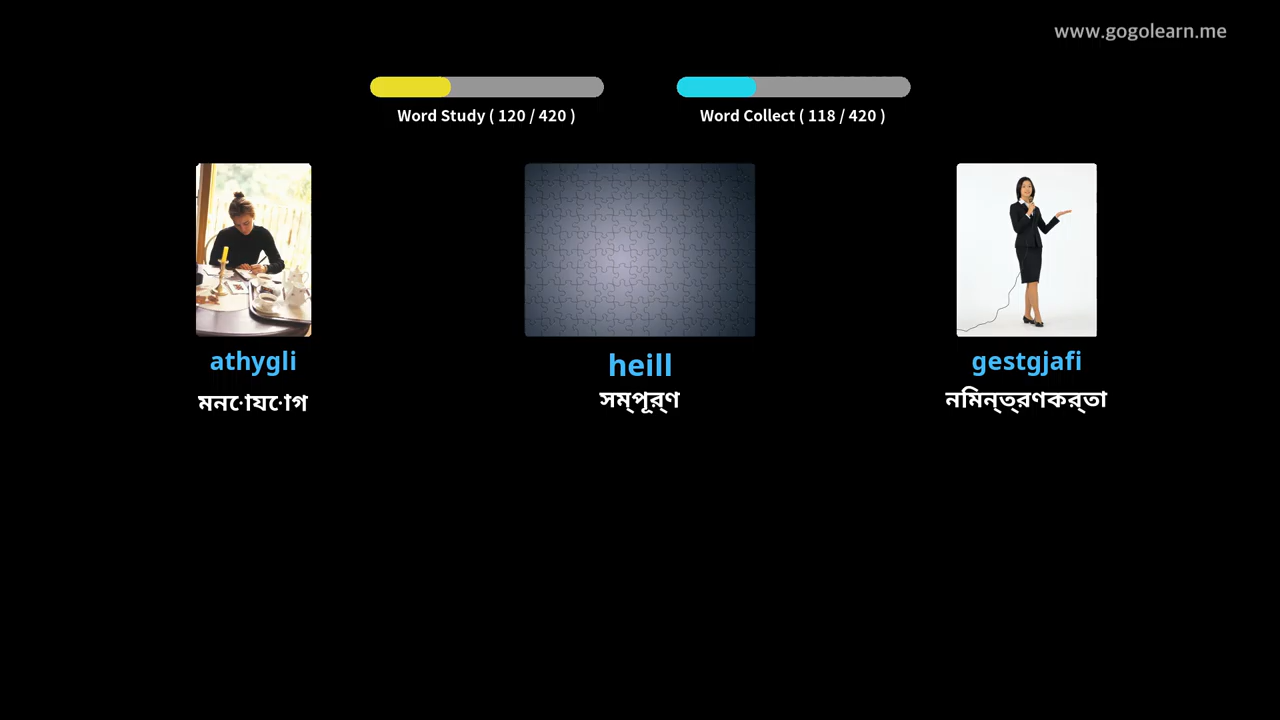 www.gogolearn.me
Word Study ( 120 / 420 )
Word Collect ( 118 / 420 )
athygli
heill
gestgjafi
মনোযোগ
সম্পূর্ণ
নিমন্ত্রণকর্তা